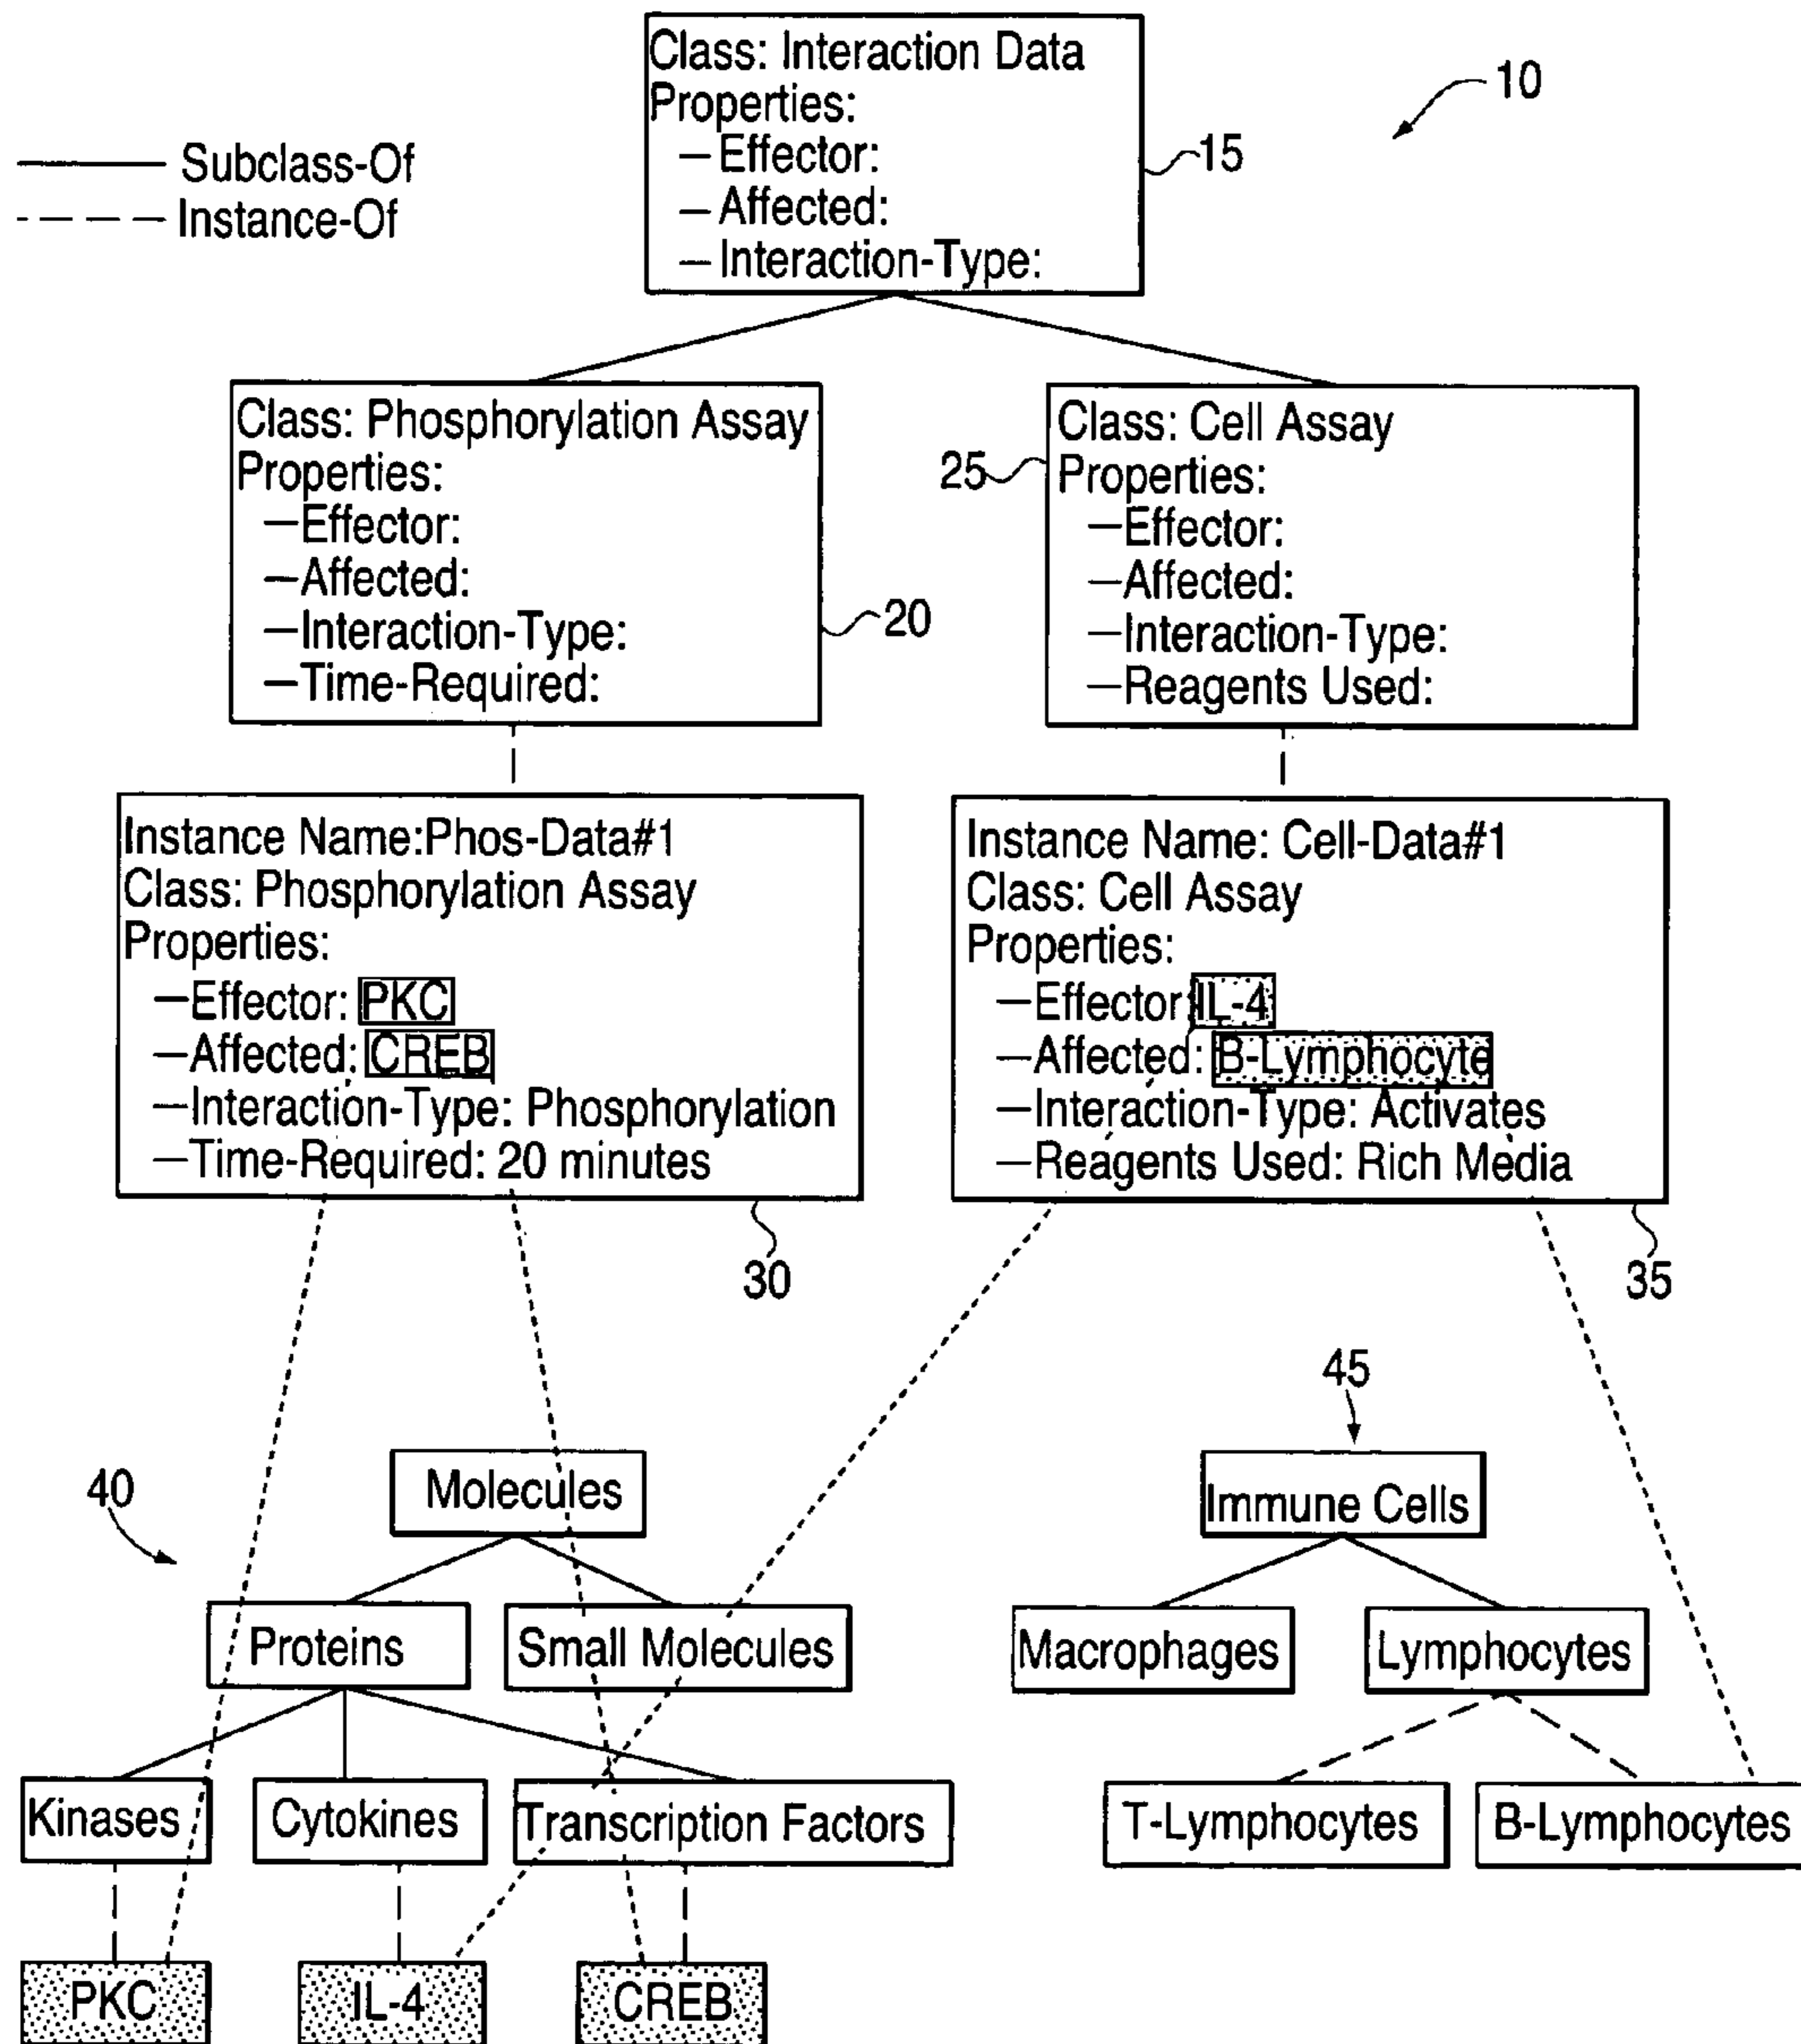 Class: Interaction Data
Properties:
—Effector:
—Affected:
—Interaction-Type:
10
15
Subclass-Of
Instance-Of
Class: Phosphorylation Assay
Properties:
—Effector:
—Affected:
—Interaction-Type:
—Time-Required:
20
25
Class: Cell Assay
Properties:
—Effector:
—Affected:
—Interaction-Type:
—Reagents Used:
Instance Name:Phos-Data#1
Class: Phosphorylation Assay
Properties:
—Effector: PKC
—Affected: CREB
—Interaction-Type: Phosphorylation
—Time-Required: 20 minutes
30
Instance Name: Cell-Data#1
Class: Cell Assay
Properties:
—Effector: IL-4
—Affected: B-Lymphocyte
—Interaction-Type: Activates
—Reagents Used: Rich Media
35
40
Molecules
Proteins
Small Molecules
Kinases
Cytokines
Transcription Factors
PKC
IL-4
CREB
45
Immune Cells
Macrophages
Lymphocytes
T-Lymphocytes
B-Lymphocytes